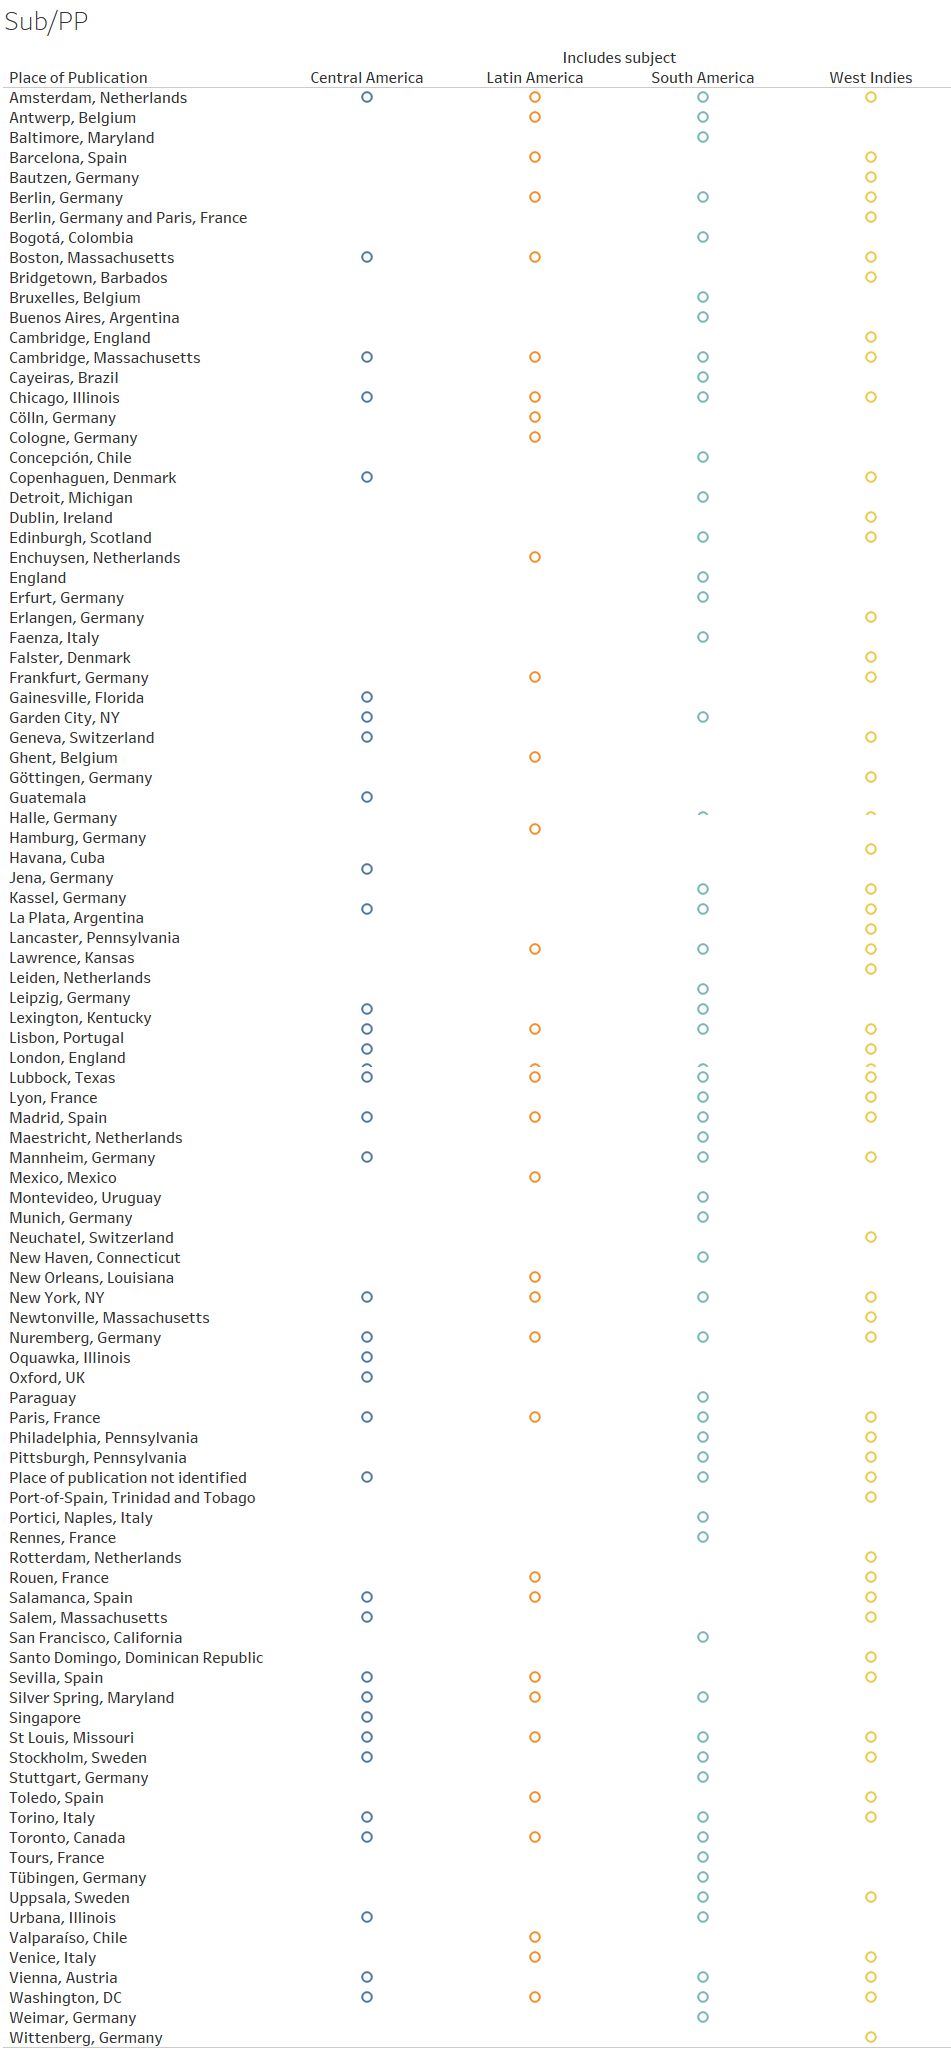 Sub/PP
Includes subject
Place of Publication Central America Latin America South America West Indies
Amsterdam, Netherlands
Antwerp, Belgium
Baltimore, Maryland
Barcelona, Spain
Bautzen, Germany
Berlin, Germany
Berlin, Germany and Paris, France
Bogotá, Colombia
Boston, Massachusetts
Bridgetown, Barbados
Bruxelles, Belgium
Buenos Aires, Argentina
Cambridge, England
Cambridge, Massachusetts
Cayeiras, Brazil
Chicago, Illinois
Cölln, Germany
Cologne, Germany
Concepción, Chile
Copenhaguen, Denmark
Detroit, Michigan
Dublin, Ireland
Edinburgh, Scotland
Enchuysen, Netherlands
England
Erfurt, Germany
Erlangen, Germany
Faenza, Italy
Falster, Denmark
Frankfurt, Germany
Gainesville, Florida
Garden City, NY
Geneva, Switzerland
Ghent, Belgium
Göttingen, Germany
Guatemala
Halle, Germany
Hamburg, Germany
Havana, Cuba
Jena, Germany
Kassel, Germany
La Plata, Argentina
Lancaster, Pennsylvania
Lawrence, Kansas
Leiden, Netherlands
Leipzig, Germany
Lexington, Kentucky
Lisbon, Portugal
London, England
Lubbock, Texas
Lyon, France
Madrid, Spain
Maestricht, Netherlands
Mannheim, Germany
Mexico, Mexico
Montevideo, Uruguay
Munich, Germany
Neuchatel, Switzerland
New Haven, Connecticut
New Orleans, Louisiana
New York, NY
Newtonville, Massachusetts
Nuremberg, Germany
Oquawka, Illinois
Oxford, UK
Paraguay
Paris, France
Philadelphia, Pennsylvania
Pittsburgh, Pennsylvania
Place of publication not identified
Port-of-Spain, Trinidad and Tobago
Portici, Naples, Italy
Rennes, France
Rotterdam, Netherlands
Rouen, France
Salamanca, Spain
Salem, Massachusetts
San Francisco, California
Santo Domingo, Dominican Republic
Sevilla, Spain
Silver Spring, Maryland
Singapore
St Louis, Missouri
Stockholm, Sweden
Stuttgart, Germany
Toledo, Spain
Torino, Italy
Toronto, Canada
Tours, France
Tübingen, Germany
Uppsala, Sweden
Urbana, Illinois
Valparaíso, Chile
Venice, Italy
Vienna, Austria
Washington, DC
Weimar, Germany
Wittenberg, Germany